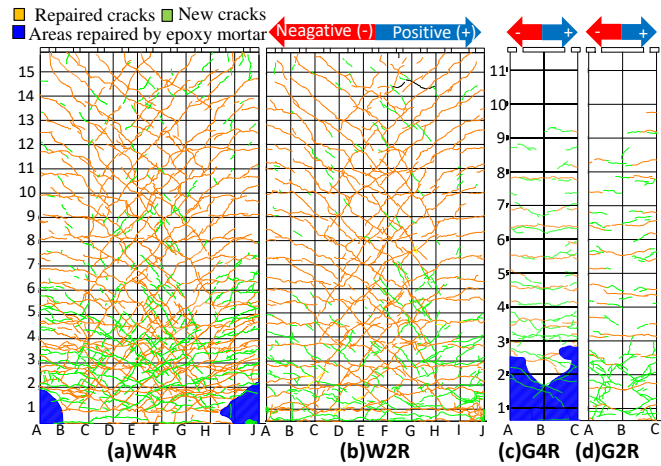 Repaired cracks New cracks
Areas repaired by epoxy mortar
Neagative (-) Positive (+)
- +
- +
15
14
13
12
11
10
9
8
7
6
5
4
3
2
1
11
10
9
8
7
6
5
4
3
2
1
A B C D E F G H I J
A B C D E F G H I J
A B C
A B C
(a)W4R
(b)W2R
(c)G4R
(d)G2R